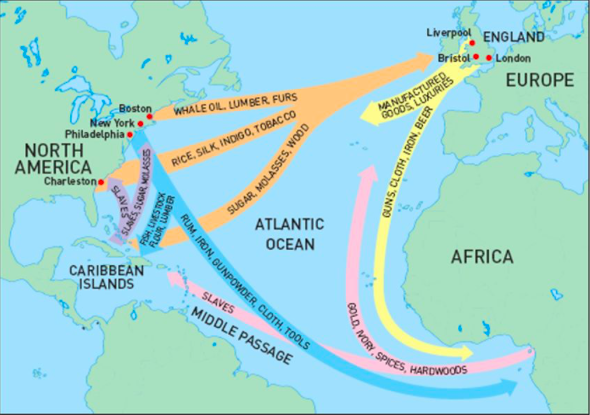 Liverpool
ENGLAND
Bristol
London
EUROPE
MANUFACTURED
GOODS, LUXURIES
Boston
WHALE OIL, LUMBER, FURS
New York
Philadelphia
RICE, SILK, INDIGO, TOBACCO
NORTH
AMERICA
Charleston
SLAVES
SLAVES, SUGAR, MOLASSES
FISH, LIVESTOCK
FLOUR, LUMBER
SUGAR, MOLASSES, WOOD
GUNS, CLOTH, IRON, BEER
ATLANTIC
OCEAN
AFRICA
CARIBBEAN
ISLANDS
RUM, IRON, GUNPOWDER, CLOTH, TOOLS
SLAVES
MIDDLE PASSAGE
GOLD, IVORY, SPICES, HARDWOODS